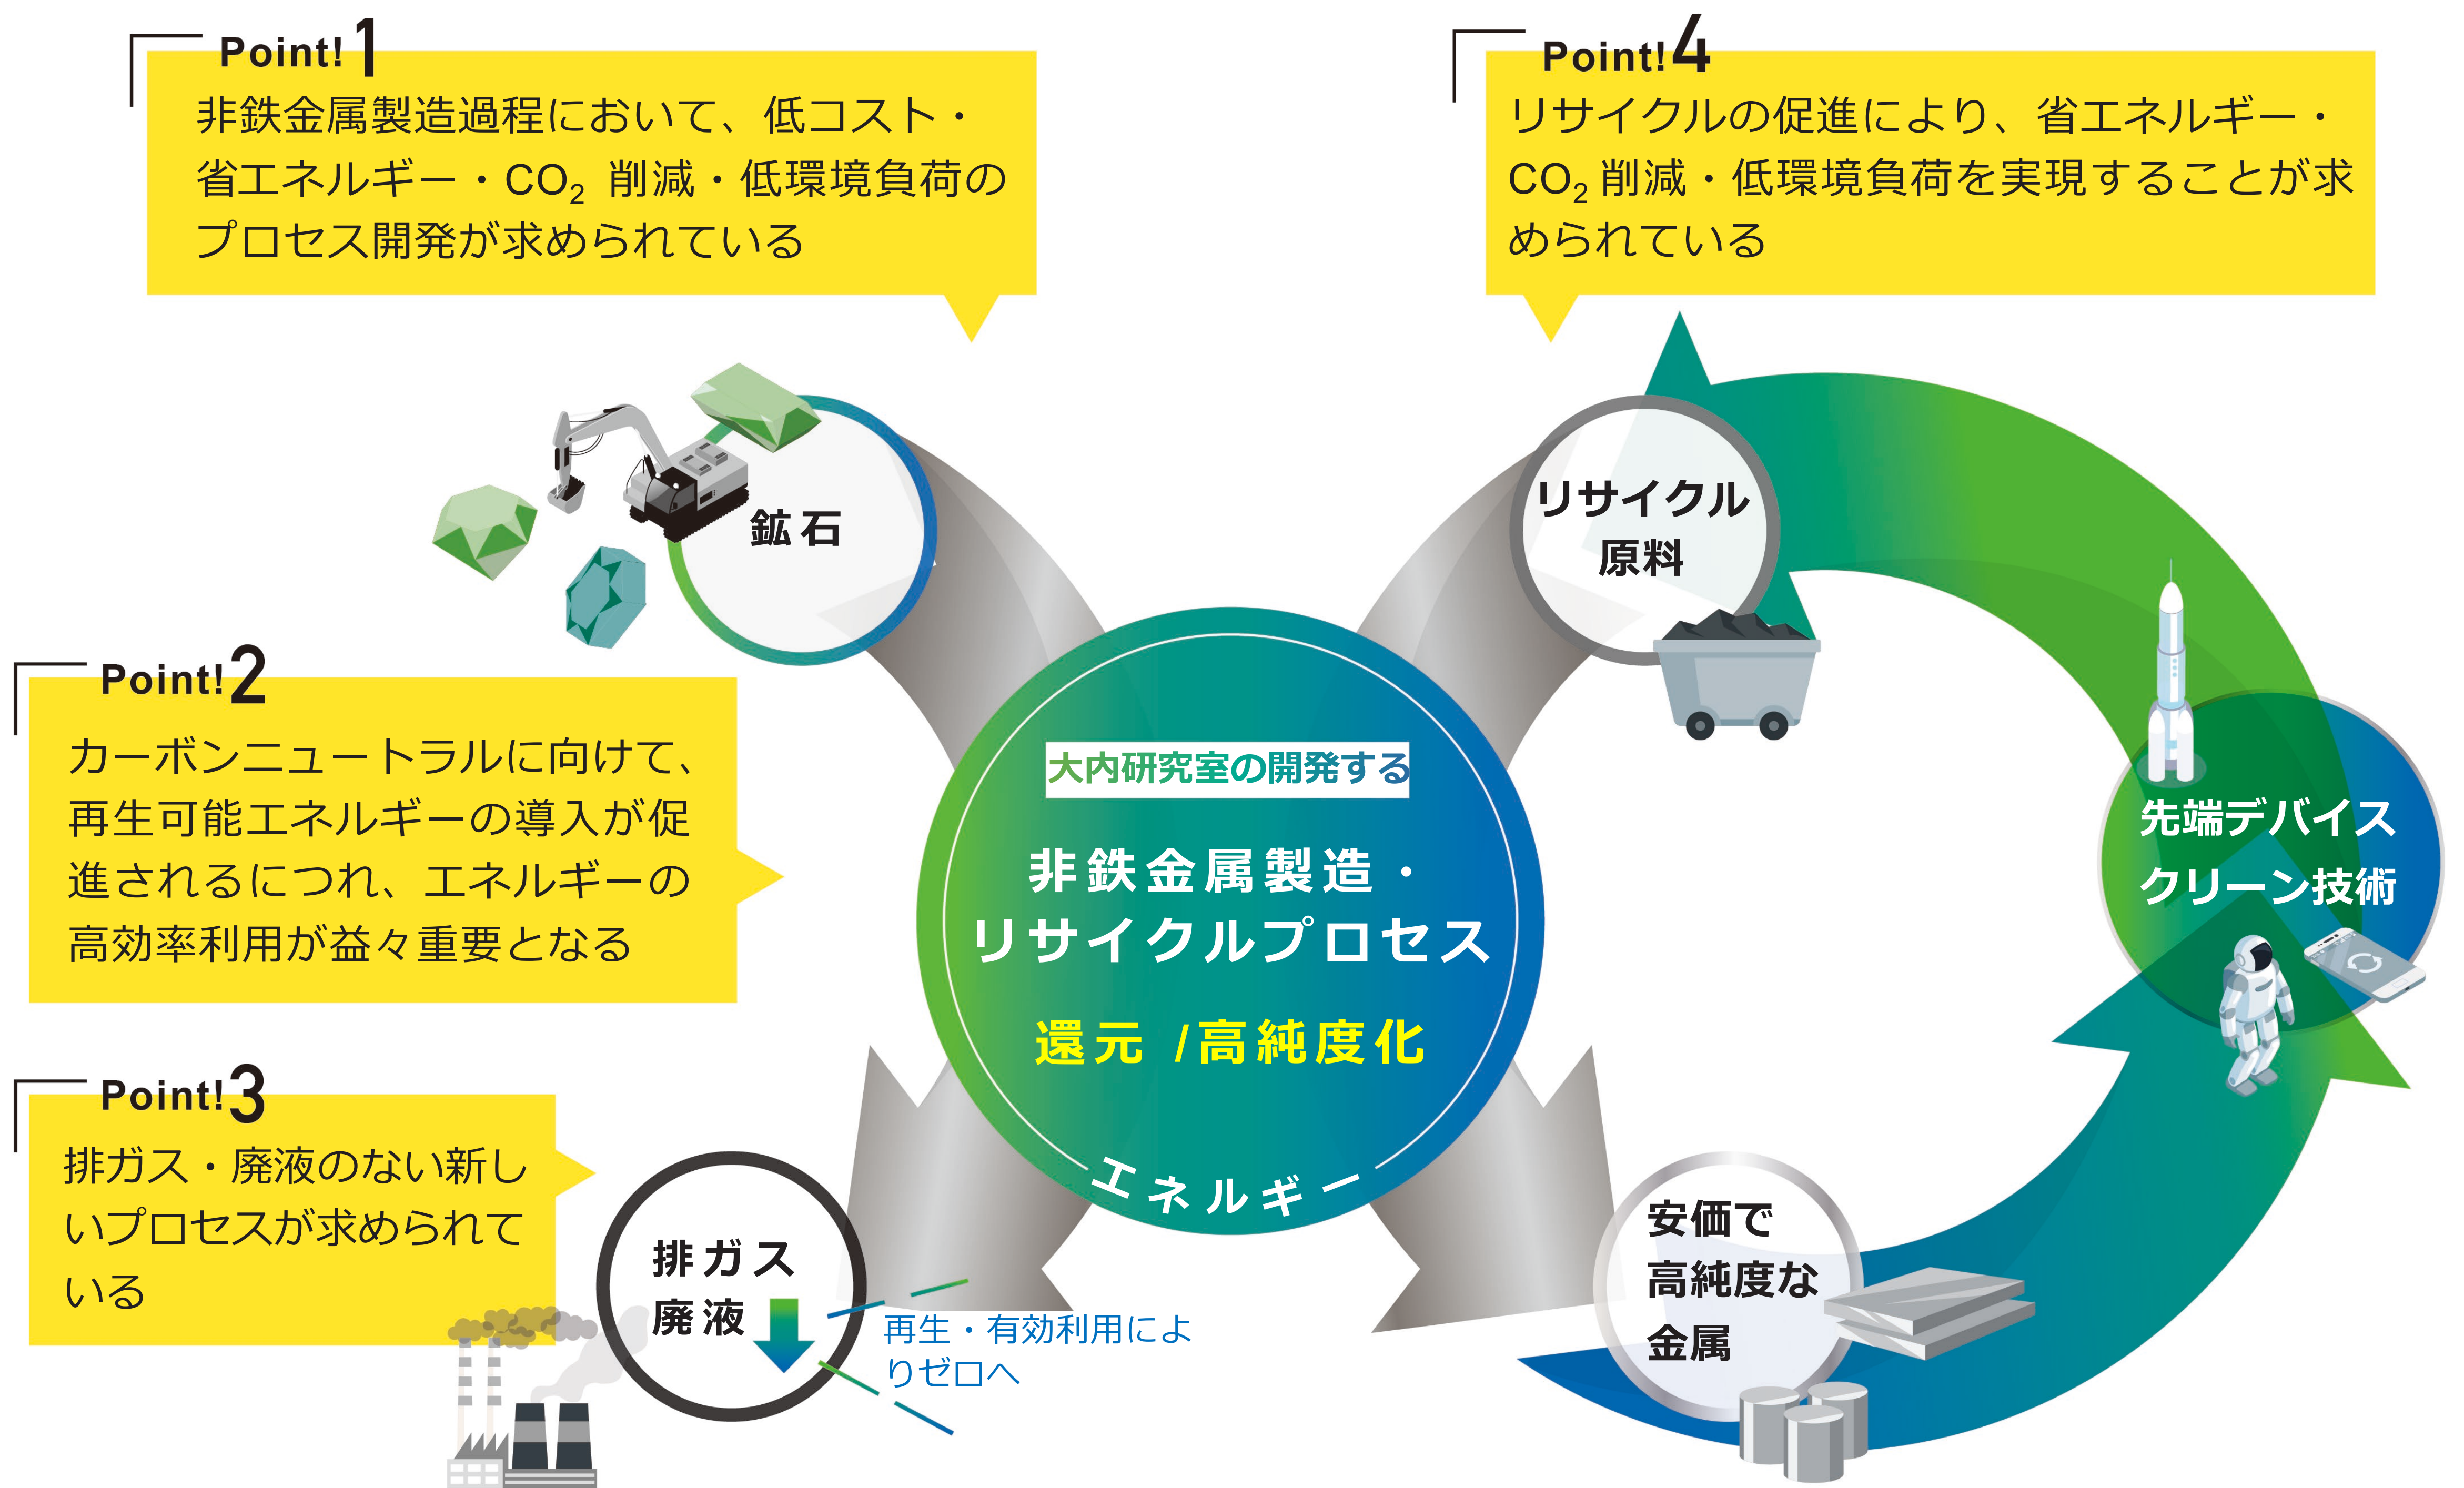 Point! 1
非鉄金属製造過程において、低コスト・
省エネルギー・CO₂ 削減・低環境負荷の
プロセス開発が求められている
Point! 4
リサイクルの促進により、省エネルギー・
CO₂ 削減・低環境負荷を実現することが求
められている
鉱石
リサイクル
原料
Point! 2
カーボンニュートラルに向けて、
再生可能エネルギーの導入が促
進されるにつれ、エネルギーの
高効率利用が益々重要となる
大内研究室の開発する
非鉄金属製造・
リサイクルプロセス
還元 /高純度化
エネルギー
先端デバイス
クリーン技術
Point! 3
排ガス・廃液のない新し
いプロセスが求められて
いる
排ガス
廃液
再生・有効利用によ
りゼロへ
安価で
高純度な
金属